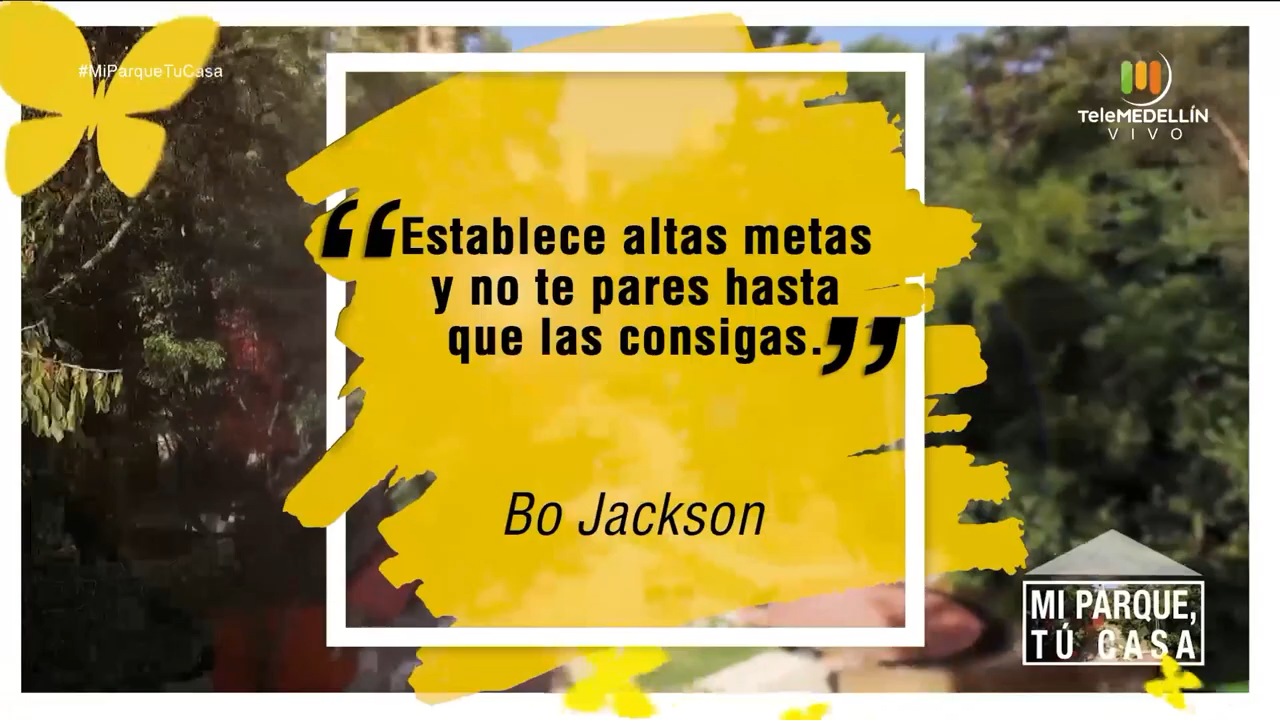 #MiParqueTuCasa
TeleMEDELLÍN
VIVO
“Establece altas metas
y no te pares hasta
que las consigas.”
Bo Jackson
MI PARQUE,
TÚ CASA